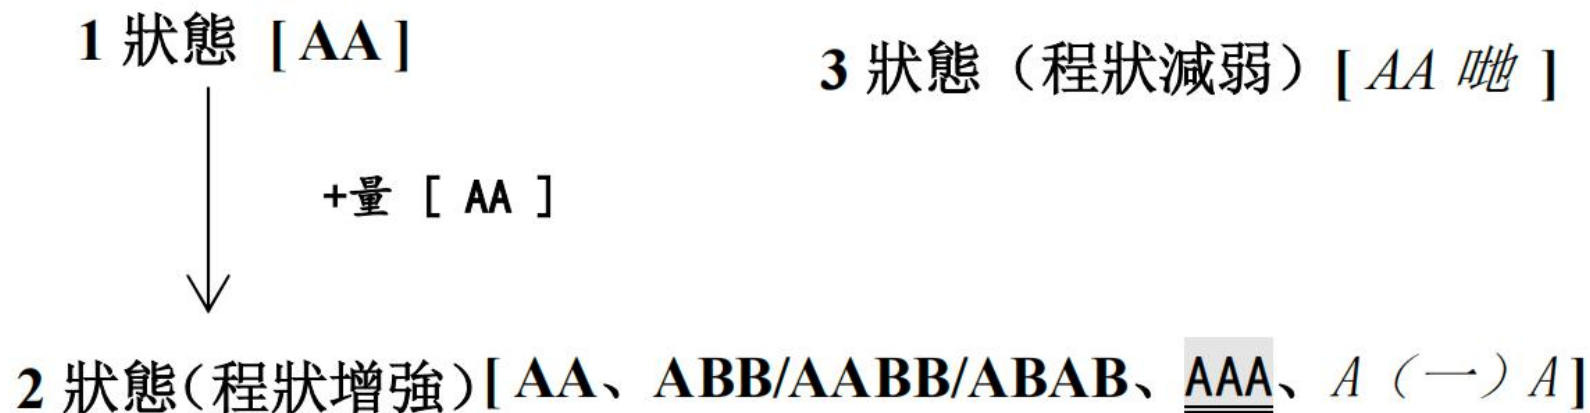 1 狀態 [ AA ]
3 狀態（程狀減弱）[ AA 哋 ]
+量 [ AA ]
2 狀態(程狀增強)[ AA、ABB/AABB/ABAB、AAA、A（一）A ]